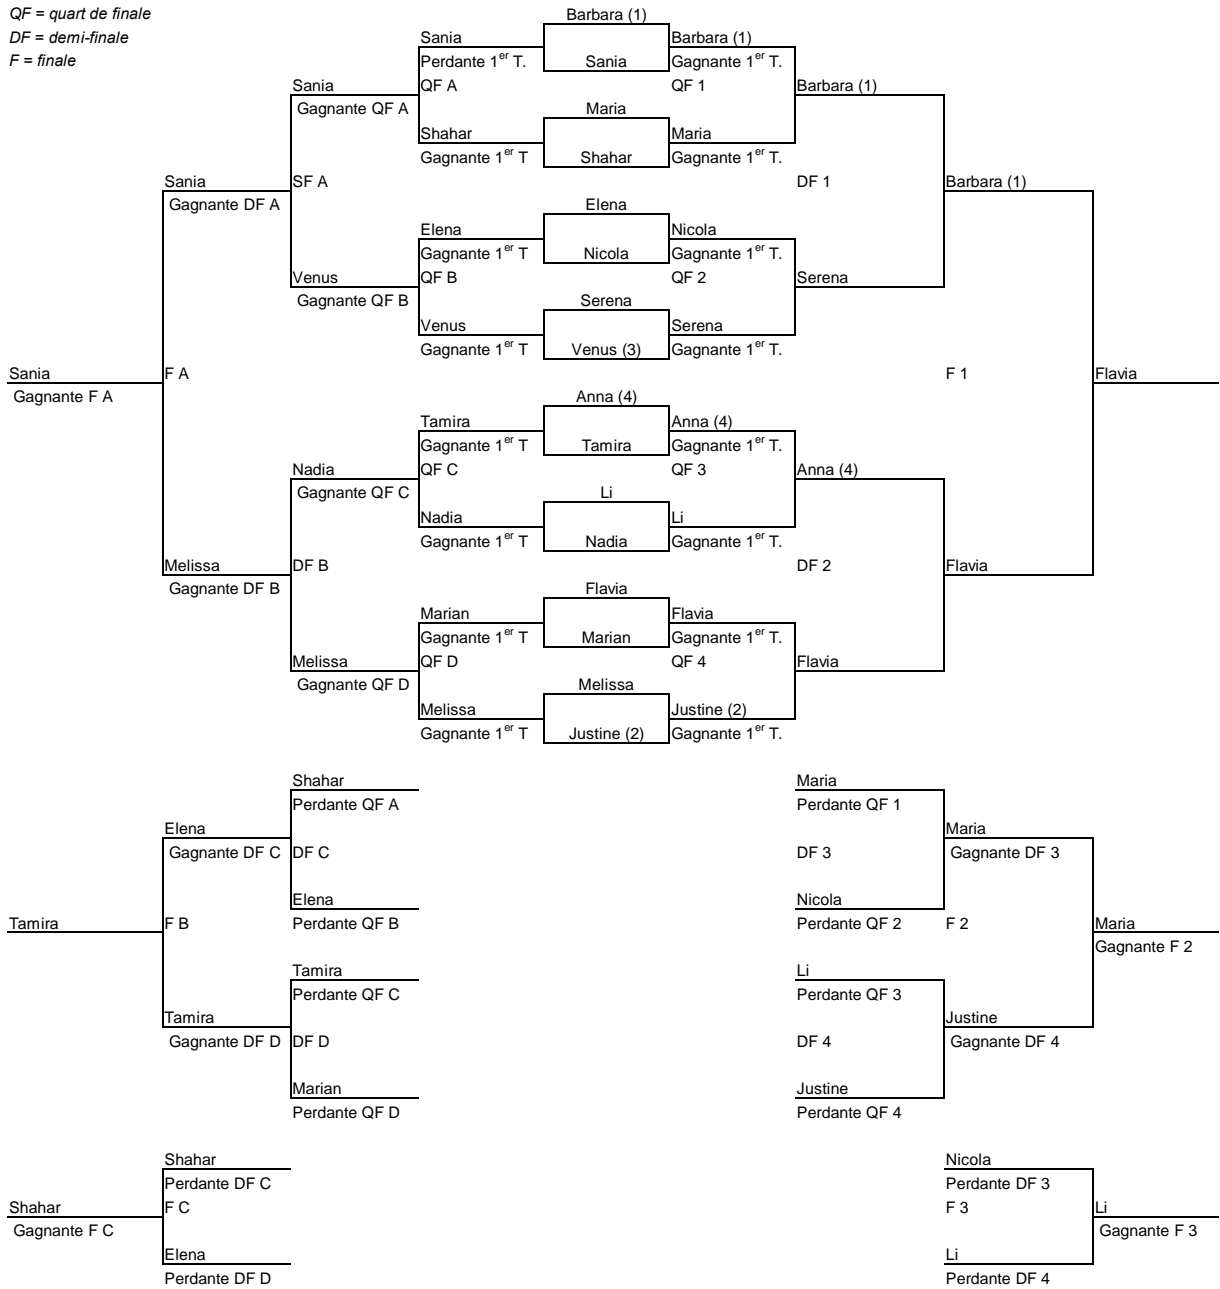 QF = quart de finale
DF = demi-finale
F = finale
Barbara (1)
Sania
Barbara (1)
Perdante 1er T.
Sania
Gagnante 1er T.
Sania
QF A
QF 1
Barbara (1)
Gagnante QF A
Maria
Shahar
Maria
Gagnante 1er T
Shahar
Gagnante 1er T.
Sania
SF A
DF 1
Barbara (1)
Gagnante DF A
Elena
Elena
Nicola
Gagnante 1er T
Nicola
Gagnante 1er T.
Venus
QF B
QF 2
Serena
Gagnante QF B
Serena
Venus
Serena
Gagnante 1er T
Venus (3)
Gagnante 1er T.
Sania
F A
F 1
Flavia
Gagnante F A
Anna (4)
Tamira
Anna (4)
Gagnante 1er T
Tamira
Gagnante 1er T.
Nadia
QF C
QF 3
Anna (4)
Gagnante QF C
Li
Nadia
Li
Gagnante 1er T
Nadia
Gagnante 1er T.
Melissa
DF B
DF 2
Flavia
Gagnante DF B
Flavia
Marian
Flavia
Gagnante 1er T
Marian
Gagnante 1er T.
Melissa
QF D
QF 4
Flavia
Gagnante QF D
Melissa
Melissa
Justine (2)
Gagnante 1er T
Justine (2)
Gagnante 1er T.
Shahar
Maria
Perdante QF A
Perdante QF 1
Elena
Maria
Gagnante DF C
DF C
DF 3
Gagnante DF 3
Elena
Nicola
Tamira
F B
Perdante QF B
Perdante QF 2
F 2
Maria
Gagnante F 2
Tamira
Li
Perdante QF C
Perdante QF 3
Tamira
Justine
Gagnante DF D
DF D
DF 4
Gagnante DF 4
Marian
Justine
Perdante QF D
Perdante QF 4
Shahar
Nicola
Perdante DF C
Perdante DF 3
Shahar
F C
F 3
Li
Gagnante F C
Gagnante F 3
Elena
Li
Perdante DF D
Perdante DF 4